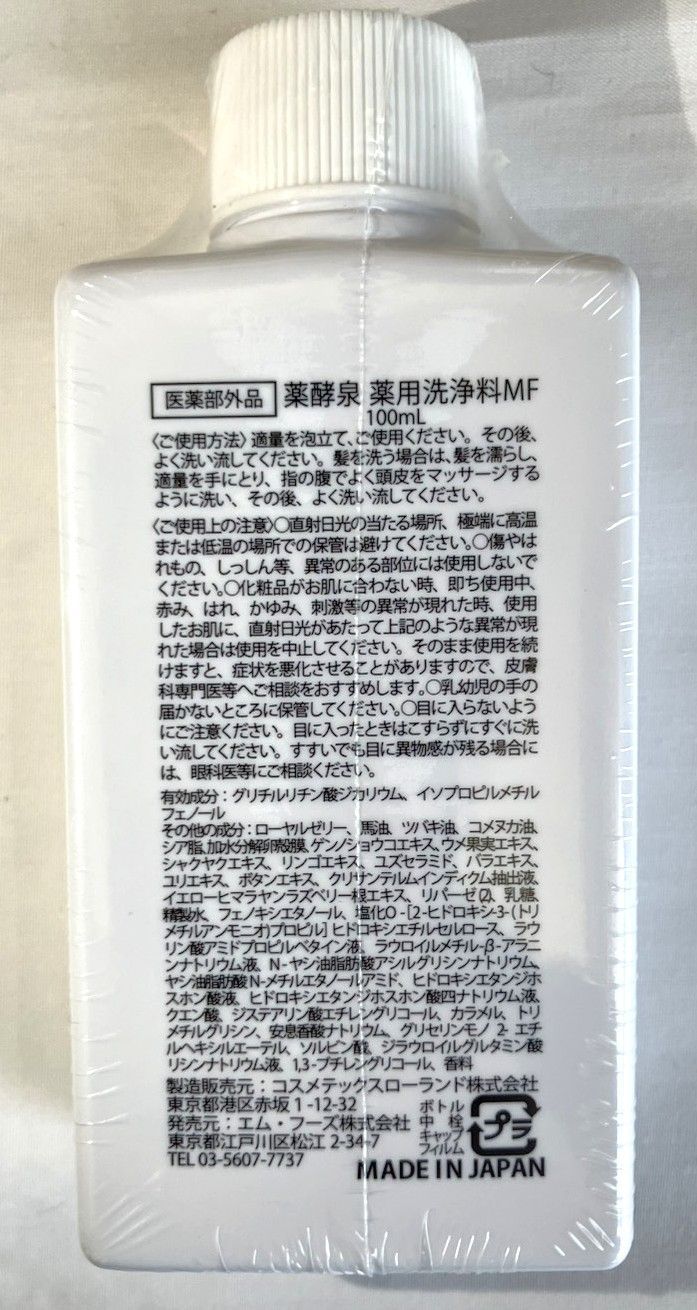 医薬部外品 薬酵泉 薬用洗浄料MF
100mL
〈ご使用方法〉適量を泡立て、ご使用ください。その後、
よく洗い流してください。髪を洗う場合は、髪を濡らし、
適量を手にとり、指の腹でよく頭皮をマッサージする
ように洗い、その後、よく洗い流してください。
〈ご使用上の注意〉〇直射日光の当たる場所、極端に高温
または低温の場所での保管は避けてください。〇傷やは
れもの、しっしん等、異常のある部位には使用しないで
ください。〇化粧品がお肌に合わない時、即ち使用中、
赤み、はれ、かゆみ、刺激等の異常が現れた時、使用
したお肌に、直射日光があたって上記のような異常が現
れた場合は使用を中止してください。そのまま使用を続
けますと、症状を悪化させることがありますので、皮膚
科専門医等へご相談をおすすめします。〇乳幼児の手の
届かないところに保管してください。〇目に入らないよう
にご注意ください。目に入ったときはこすらずにすぐに洗
い流してください。すすいでも目に異物感が残る場合に
は、眼科医等にご相談ください。
有効成分：グリチルリチン酸ジカリウム、イソプロピルメチル
フェノール
その他の成分：ローヤルゼリー、馬油、ツバキ油、コメヌカ油、
シア脂、加水分解卵殻膜、ゲンノショウコエキス、ウメ果実エキス、
シャクヤクエキス、リンゴエキス、ユズセラミド、バラエキス、
ユリエキス、ボタンエキス、クリサンテルムインディクム抽出液、
イエローヒマラヤンラズベリー根エキス、リパーゼ(2)、乳糖、
精製水、フェノキシエタノール、塩化O-[2-ヒドロキシ-3-(トリ
メチルアンモニオ)プロピル]ヒドロキシエチルセルロース、ラウ
リン酸アミドプロピルベタイン液、ラウロイルメチル-β-アラニ
ンナトリウム液、N-ヤシ油脂肪酸アシルグリシンナトリウム、
ヤシ油脂肪酸N-メチルエタノールアミド、ヒドロキシエタンジホ
スホン酸液、ヒドロキシエタンジホスホン酸四ナトリウム液、
クエン酸、ジステアリン酸エチレングリコール、カラメル、トリ
メチルグリシン、安息香酸ナトリウム、グリセリンモノ2-エチ
ルヘキシルエーテル、ソルビン酸、ジラウロイルグルタミン酸
リシンナトリウム液、1,3-ブチレングリコール、香料
製造販売元：コスメテックスローランド株式会社
東京都港区赤坂1-12-32
発売元：エム・フーズ株式会社
東京都江戸川区松江2-34-7
TEL 03-5607-7737
ボトル
中栓
キャップ
フィルム
プラ
MADE IN JAPAN